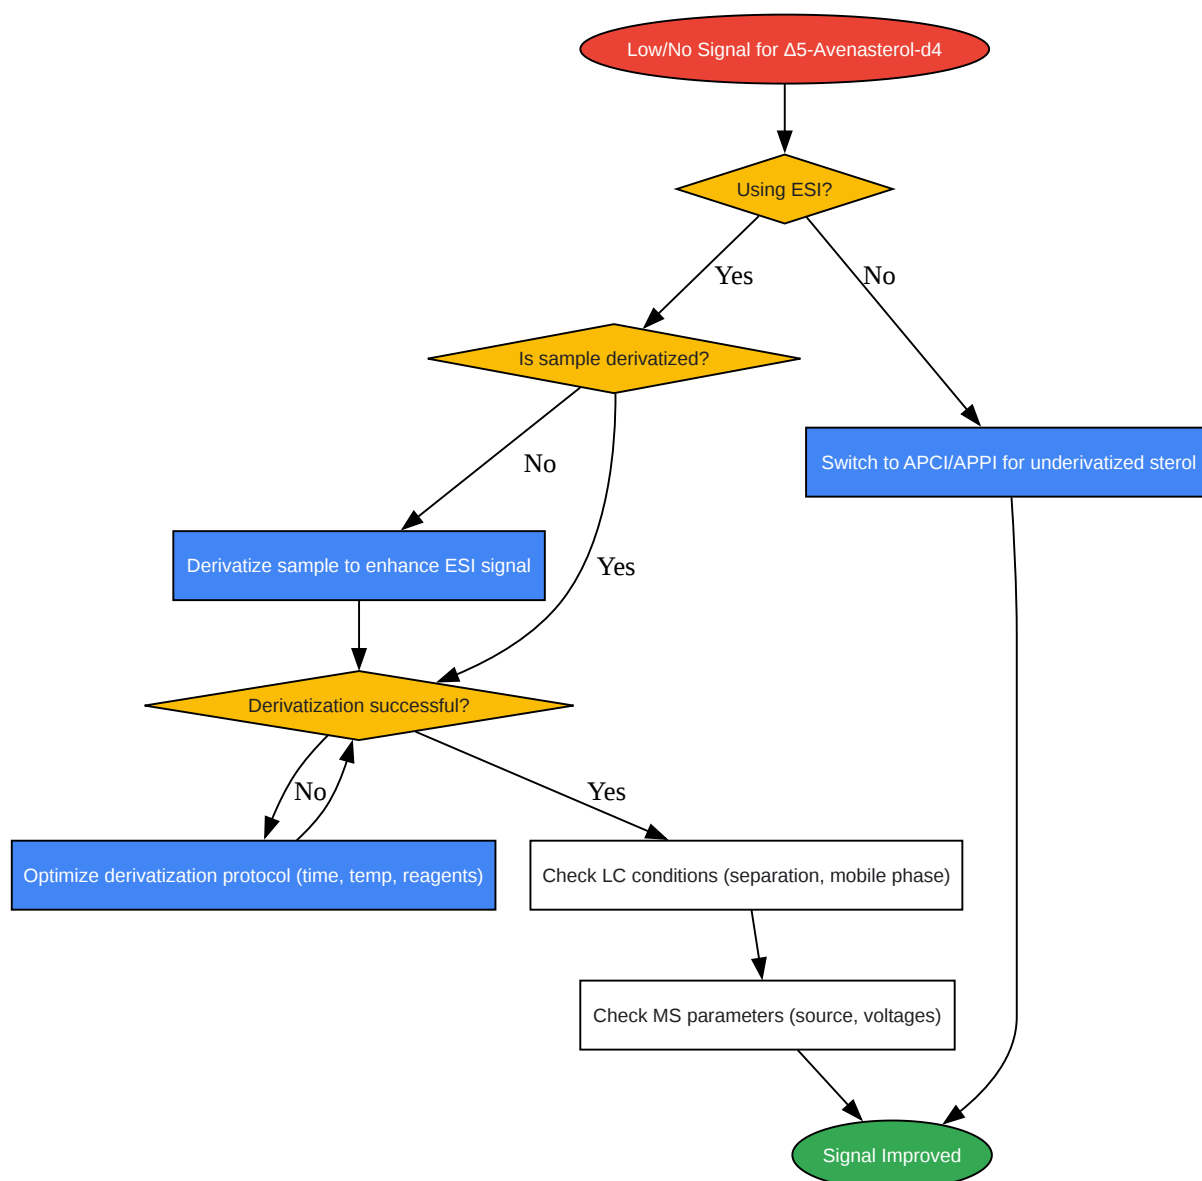 Low/No Signal for Δ5-Avenasterol-d4
Using ESI?
Yes
No
Is sample derivatized?
No
Switch to APCI/APPI for underivatized sterol
Derivatize sample to enhance ESI signal
Yes
Derivatization successful?
No
Yes
Optimize derivatization protocol (time, temp, reagents)
Check LC conditions (separation, mobile phase)
Check MS parameters (source, voltages)
Signal Improved